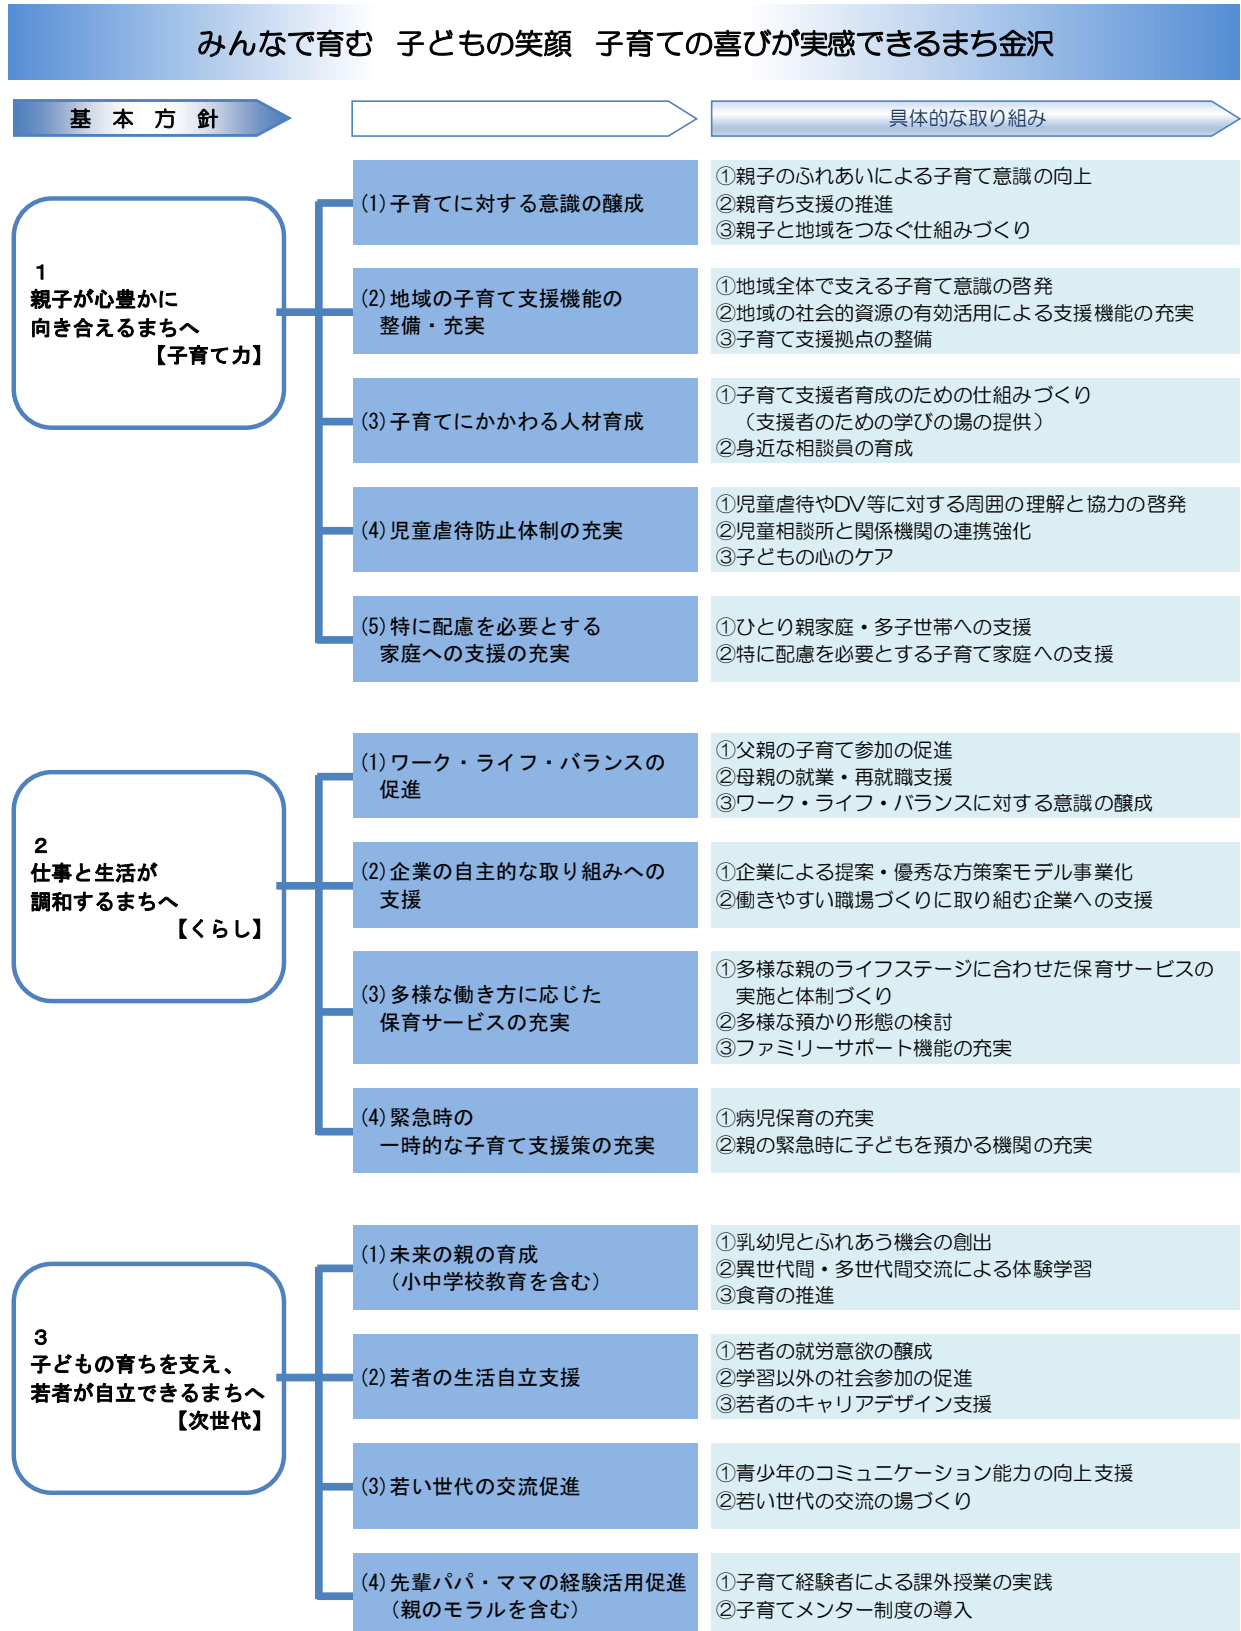 みんなで育む 子どもの笑顔 子育ての喜びが実感できるまち金沢
基本方針
具体的な取り組み
1
親子が心豊かに
向き合えるまちへ
【子育て力】
(1)子育てに対する意識の醸成
①親子のふれあいによる子育て意識の向上
②親育ち支援の推進
③親子と地域をつなぐ仕組みづくり
(2)地域の子育て支援機能の
整備・充実
①地域全体で支える子育て意識の啓発
②地域の社会的資源の有効活用による支援機能の充実
③子育て支援拠点の整備
(3)子育てにかかわる人材育成
①子育て支援者育成のための仕組みづくり
（支援者のための学びの場の提供）
②身近な相談員の育成
(4)児童虐待防止体制の充実
①児童虐待やDV等に対する周囲の理解と協力の啓発
②児童相談所と関係機関の連携強化
③子どもの心のケア
(5)特に配慮を必要とする
家庭への支援の充実
①ひとり親家庭・多子世帯への支援
②特に配慮を必要とする子育て家庭への支援
2
仕事と生活が
調和するまちへ
【くらし】
(1)ワーク・ライフ・バランスの
促進
①父親の子育て参加の促進
②母親の就業・再就職支援
③ワーク・ライフ・バランスに対する意識の醸成
(2)企業の自主的な取り組みへの
支援
①企業による提案・優秀な方策案モデル事業化
②働きやすい職場づくりに取り組む企業への支援
(3)多様な働き方に応じた
保育サービスの充実
①多様な親のライフステージに合わせた保育サービスの
実施と体制づくり
②多様な預かり形態の検討
③ファミリーサポート機能の充実
(4)緊急時の
一時的な子育て支援策の充実
①病児保育の充実
②親の緊急時に子どもを預かる機関の充実
3
子どもの育ちを支え、
若者が自立できるまちへ
【次世代】
(1)未来の親の育成
（小中学校教育を含む）
①乳幼児とふれあう機会の創出
②異世代間・多世代間交流による体験学習
③食育の推進
(2)若者の生活自立支援
①若者の就労意欲の醸成
②学習以外の社会参加の促進
③若者のキャリアデザイン支援
(3)若い世代の交流促進
①青少年のコミュニケーション能力の向上支援
②若い世代の交流の場づくり
(4)先輩パパ・ママの経験活用促進
（親のモラルを含む）
①子育て経験者による課外授業の実践
②子育てメンター制度の導入